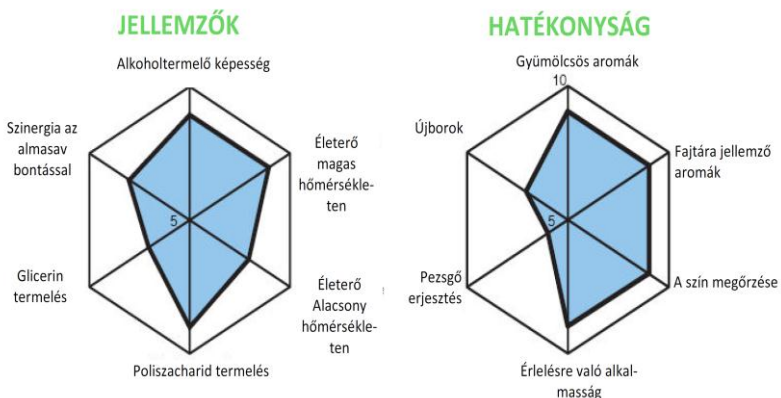 JELLEMZŐK
Alkoholtermelő képesség
Szinergia az
almasav
bontással
Életerő
magas
hőmérsékle-
ten
5
Glicerin
termelés
Életerő
Alacsony
hőmérsékle-
ten
Poliszacharid termelés
HATÉKONYSÁG
Gyümölcsös aromák
10
Újborok
Fajtára jellemző
aromák
5
Pezsgő
erjesztés
A szín megőrzése
Érlelésre való alkal-
masság